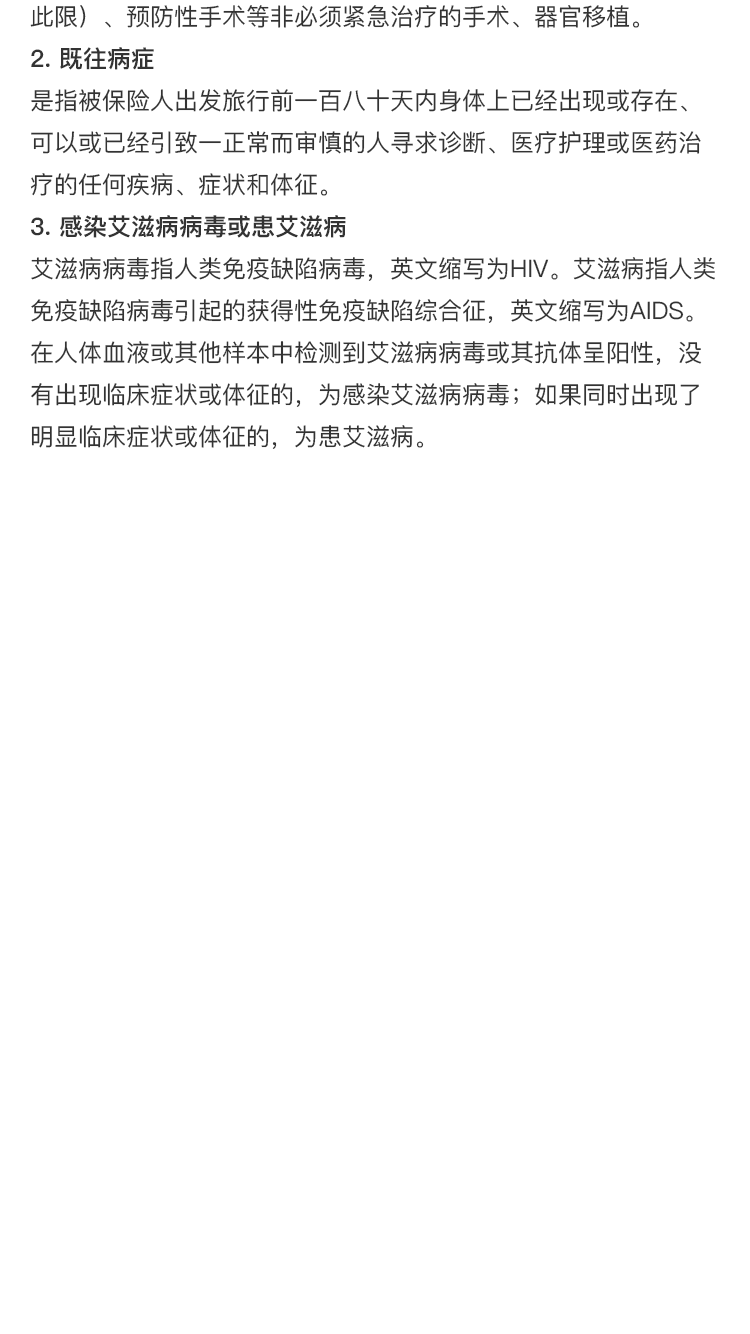 此限）、预防性手术等非必须紧急治疗的手术、器官移植。
2. 既往病症
是指被保险人出发旅行前一百八十天内身体上已经出现或存在、
可以或已经引致一正常而审慎的人寻求诊断、医疗护理或医药治
疗的任何疾病、症状和体征。
3. 感染艾滋病病毒或患艾滋病
艾滋病病毒指人类免疫缺陷病毒，英文缩写为HIV。艾滋病指人类
免疫缺陷病毒引起的获得性免疫缺陷综合征，英文缩写为AIDS。
在人体血液或其他样本中检测到艾滋病病毒或其抗体呈阳性，没
有出现临床症状或体征的，为感染艾滋病病毒；如果同时出现了
明显临床症状或体征的，为患艾滋病。